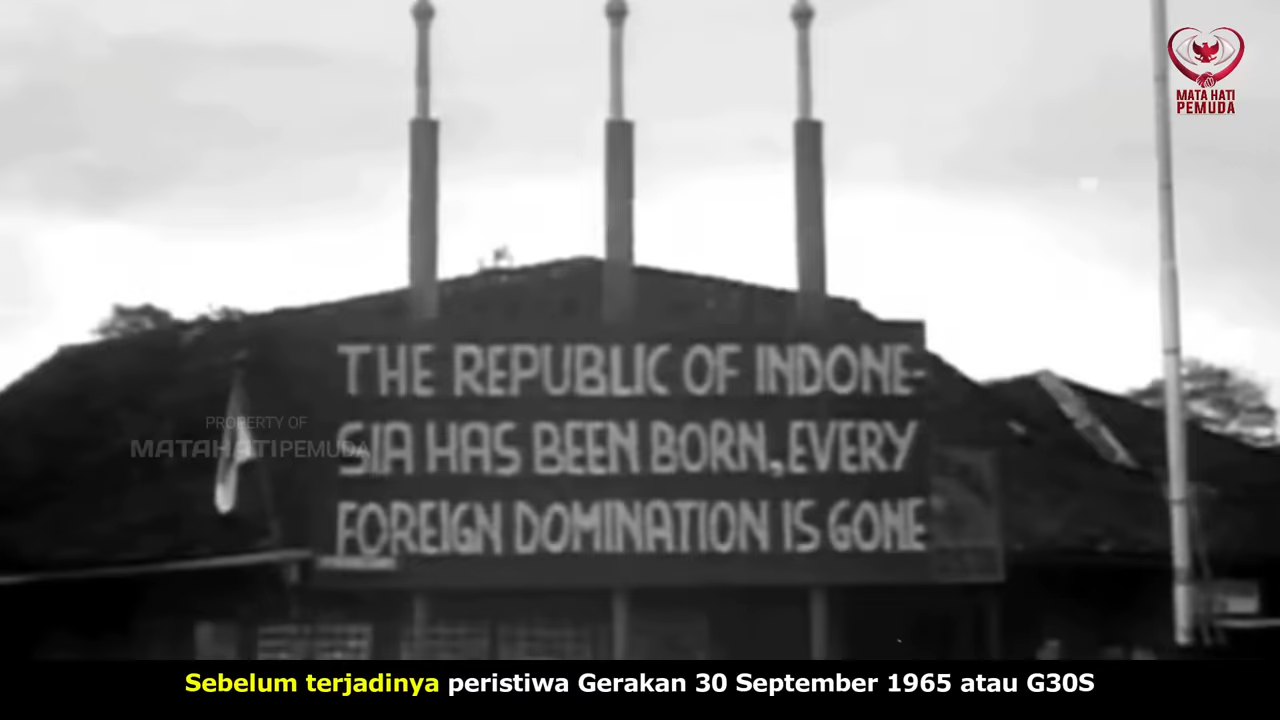 MATA HATI
PEMUDA
THE REPUBLIC OF INDONE-
SIA HAS BEEN BORN, EVERY
FOREIGN DOMINATION IS GONE
PROPERTY OF
MATAHATIPEMUDA
Sebelum terjadinya peristiwa Gerakan 30 September 1965 atau G30S